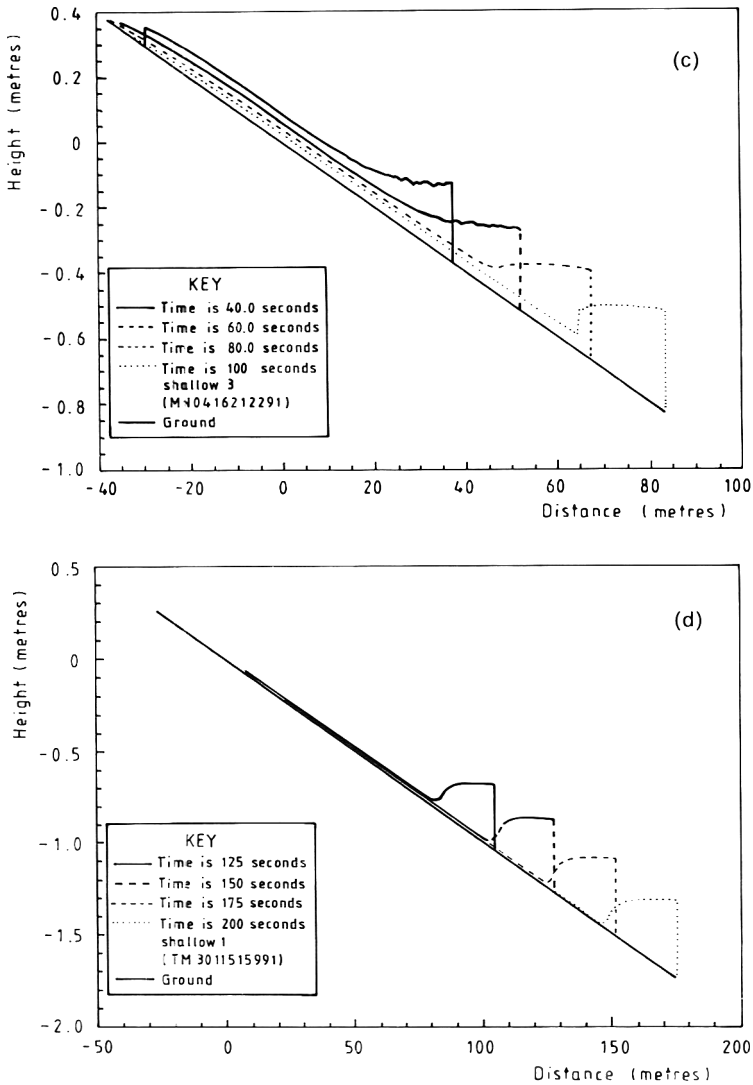 (c)
Height (metres)
0.4
0.2
0
-0.2
-0.4
-0.6
-0.8
-1.0
KEY
Time is 40.0 seconds
Time is 60.0 seconds
Time is 80.0 seconds
Time is 100 seconds
shallow 3
(MN0416212291)
Ground
-40 -20 0 20 40 60 80 100
Distance (metres)
(d)
Height (metres)
0.5
0
-0.5
-1.0
-1.5
-2.0
KEY
Time is 125 seconds
Time is 150 seconds
Time is 175 seconds
Time is 200 seconds
shallow 1
(TM3011515991)
Ground
-50 0 50 100 150 200
Distance (metres)